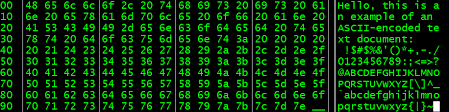 00 48 65 6c 6c 6f 2c 20 74 68 69 73 20 69 73 20 61 Hello, this is a
10 6e 20 65 78 61 6d 70 6c 65 20 6f 66 20 61 6e 20 n example of an
20 41 53 43 49 49 2d 65 6e 63 6f 64 65 64 20 74 65 ASCII-encoded te
30 78 74 20 64 6f 63 75 6d 65 6e 74 3a 20 20 20 20 xt document:
40 20 21 23 24 25 26 27 28 29 2a 2b 2c 2d 2e 2f !$#$%&'()*+,-./
50 30 31 32 33 34 35 36 37 38 39 3a 3b 3c 3d 3e 3f 0123456789:;<=>?
60 40 41 42 43 44 45 46 47 48 49 4a 4b 4c 4d 4e 4f @ABCDEFGHIJKLMNO
70 50 51 52 53 54 55 56 57 58 59 5a 5b 5c 5d 5e 5f PQRSTUVWXYZ[\]^_
80 60 61 62 63 64 65 66 67 68 69 6a 6b 6c 6d 6e 6f `abcdefghijklmno
90 70 71 72 73 74 75 76 77 78 79 7a 7b 7c 7d 7e __ pqrstuvwxyz{|}~